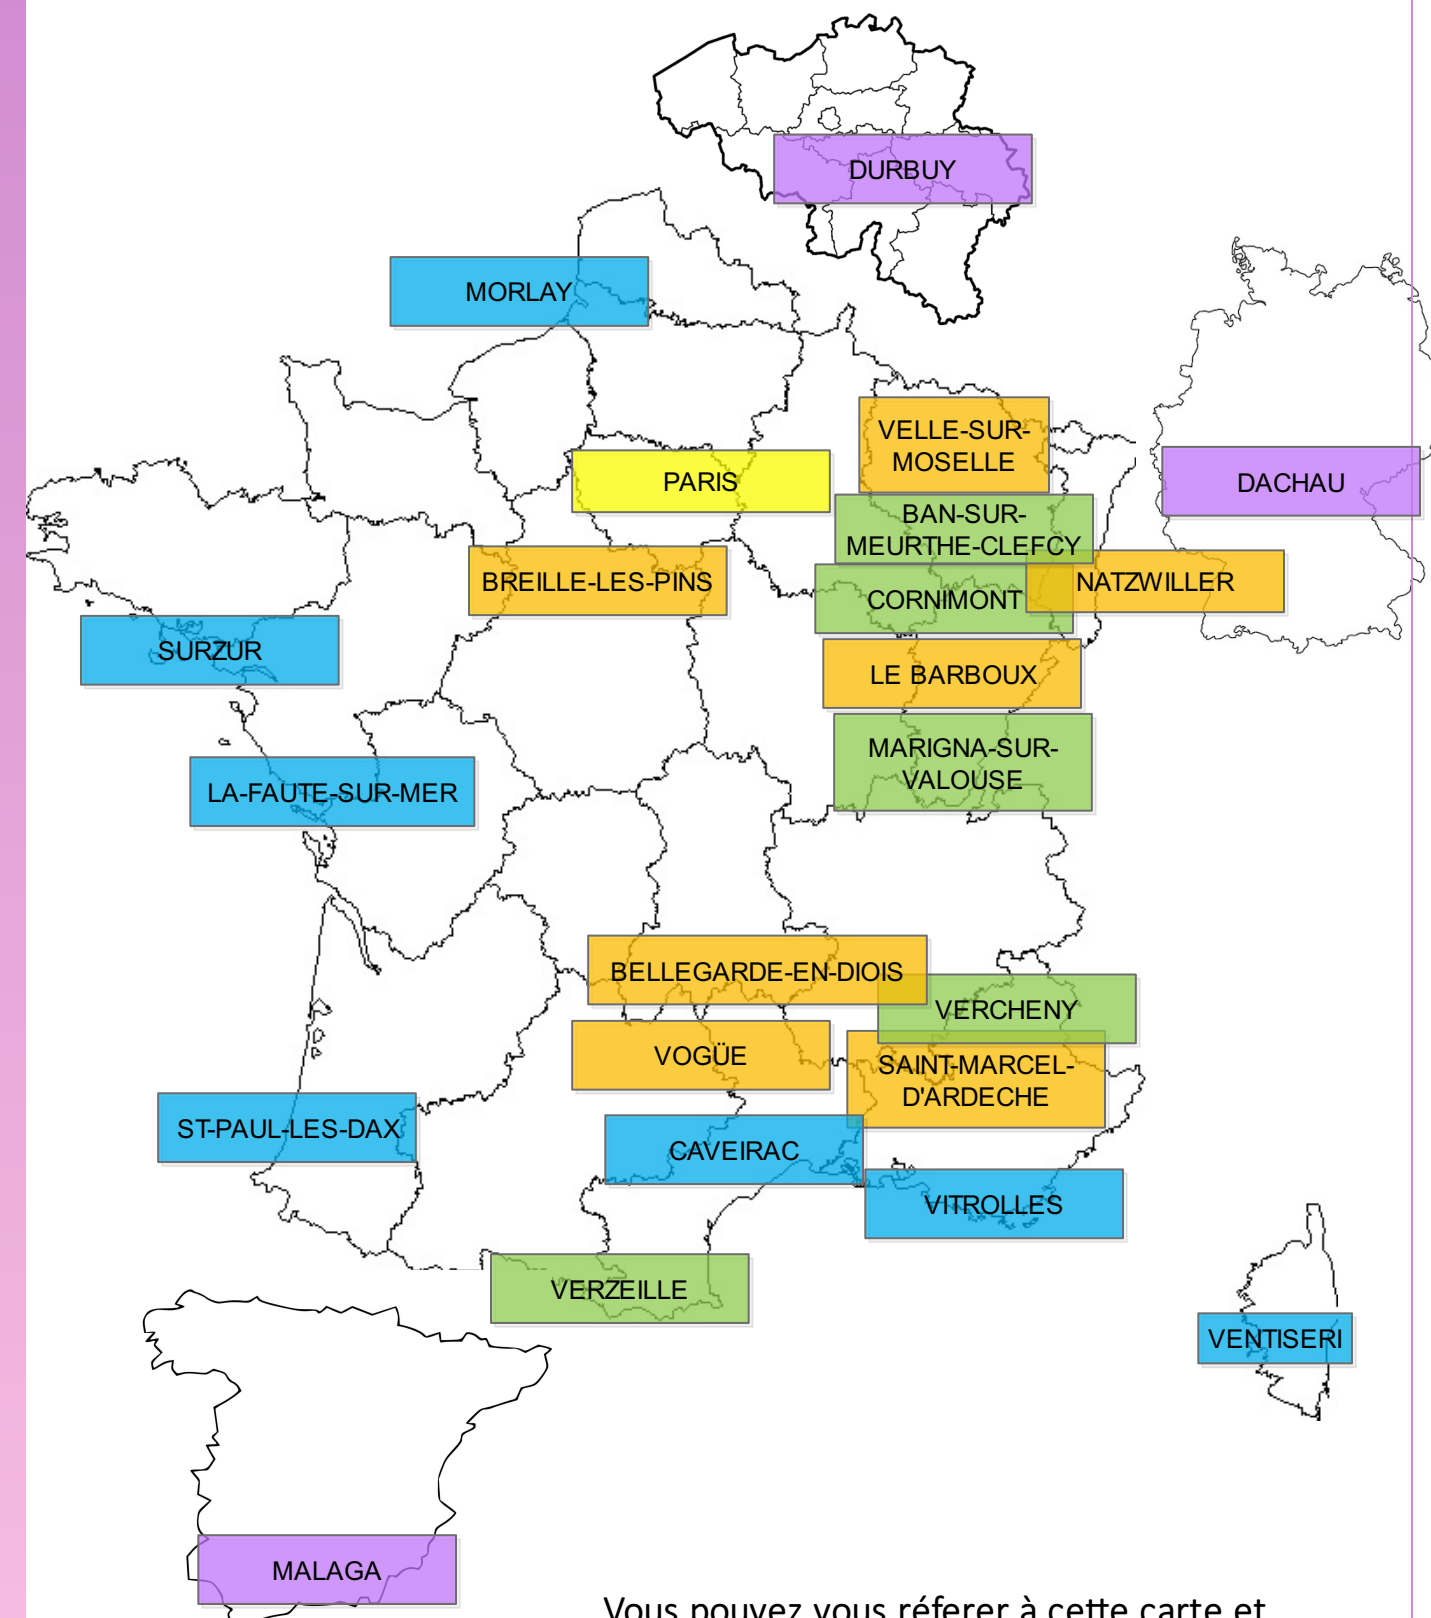 DURBUY
MORLAY
VELLE-SUR-
MOSELLE
PARIS
DACHAU
BAN-SUR-
MEURTHE-CLEFCY
BREILLE-LES-PINS
NATZWILLER
CORNIMONT
SURZUR
LE BARBOUX
MARIGNA-SUR-
VALOUSE
LA-FAUTE-SUR-MER
BELLEGARDE-EN-DIOIS
VERCHENY
VOGÜE
SAINT-MARCEL-
D'ARDECHE
ST-PAUL-LES-DAX
CAVEIRAC
VITROLLES
VERZEILLE
VENTISERI
MALAGA
Vous pouvez vous réferer à cette carte et